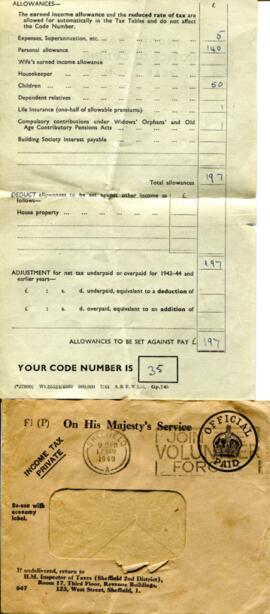 ALLOWANCES— £
The earned income allowance and the reduced rate of tax are
allowed for automatically in the Tax Tables and do not affect
the Code Number.
Expenses, Superannuation, etc. ... ... ...
Personal allowance ... ... ... ... ... 140
Wife's earned income allowance ... ... ...
Housekeeper ... ... ... ... ... ...
Children ... ... ... ... ... ... 50
Dependent relatives ... ... ... ... ...
Life Insurance (one-half of allowable premiums) ... 1
Compulsory contributions under Widows' Orphans' and Old
Age Contributory Pensions Acts ... ... ...
Building Society Interest payable ... ... ...
Total allowances 197
DEDUCT allowances to be set against other income as £
follows—
House property ... ... ... ...
197
ADJUSTMENT for net tax underpaid or overpaid for 1943-44 and
earlier years—
£ : s. d. underpaid, equivalent to a deduction of
£ : s. d. overpaid, equivalent to an addition of
ALLOWANCES TO BE SET AGAINST PAY £ 197
YOUR CODE NUMBER IS 35
F1 (P) On His Majesty's Service
OFFICIAL
PAID
INCOME TAX
PRIVATE
1949
A
JOIN
VOLUNTEER
FORCES
Re-use with
economy
label.
If undelivered, return to
H.M. Inspector of Taxes (Sheffield 2nd District),
Room 17, Third Floor, Revenue Buildings,
647 123, West Street, Sheffield, 1.